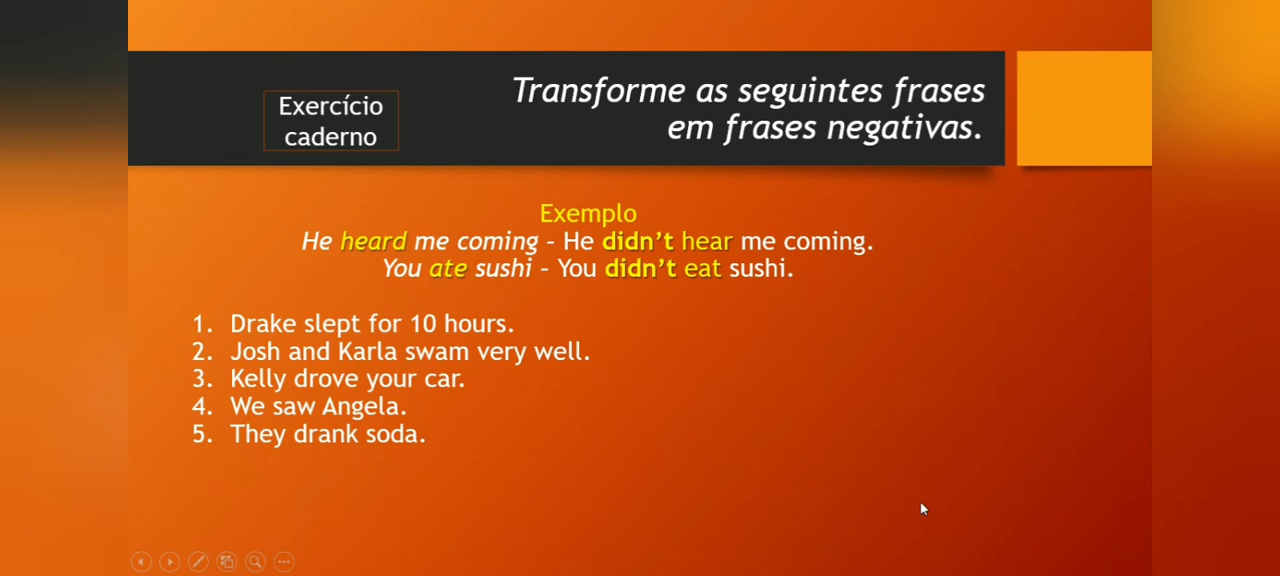 Exercício
caderno
Transforme as seguintes frases
em frases negativas.
Exemplo
He heard me coming – He didn’t hear me coming.
You ate sushi – You didn’t eat sushi.
1. Drake slept for 10 hours.
2. Josh and Karla swam very well.
3. Kelly drove your car.
4. We saw Angela.
5. They drank soda.